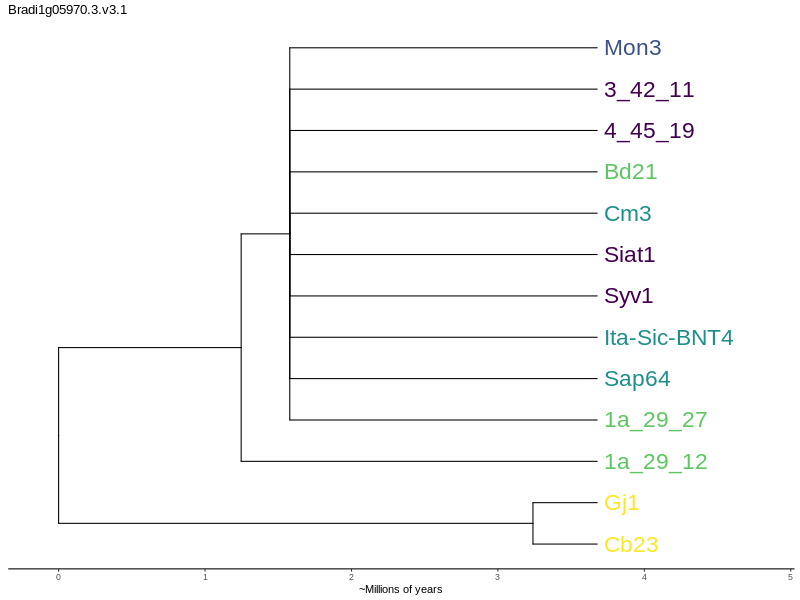 Bradi1g05970.3.v3.1
Mon3
3_42_11
4_45_19
Bd21
Cm3
Siat1
Syv1
Ita-Sic-BNT4
Sap64
1a_29_27
1a_29_12
Gj1
Cb23
0 1 2 3 4 5
~Millions of years